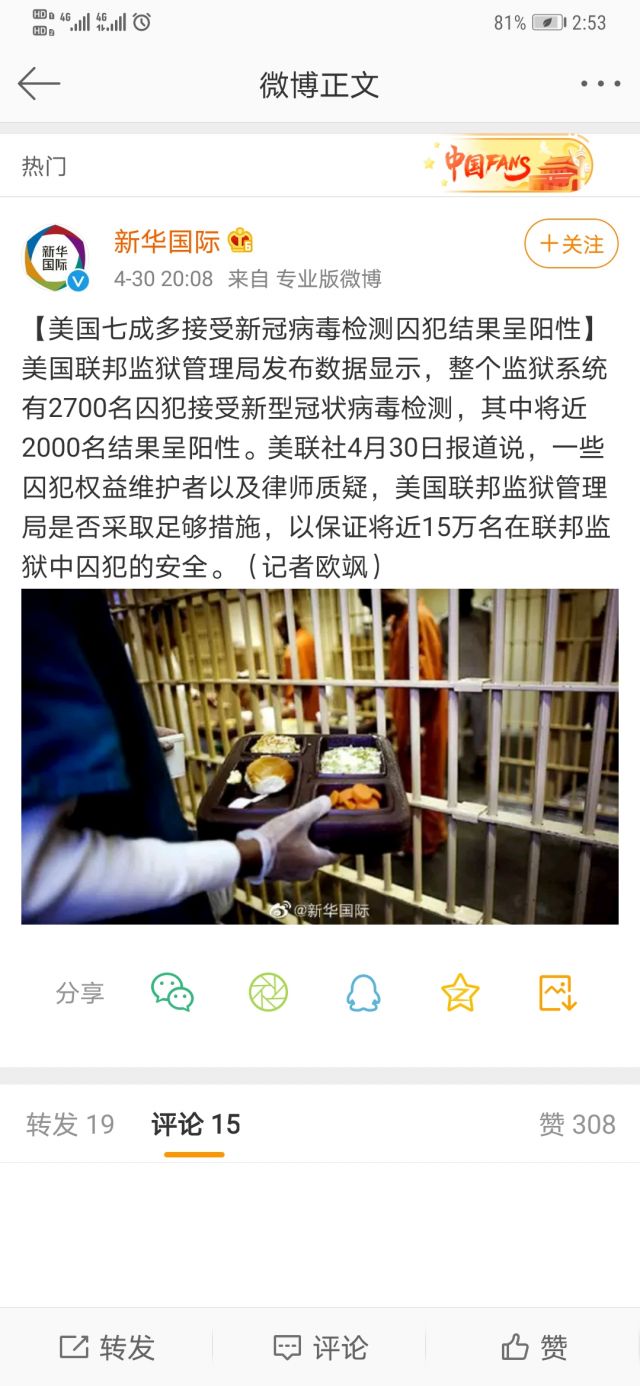 HD 4G 4G 81% 2:53
HD
微博正文
热门
中国FANS
新华国际
新华国际
+关注
4-30 20:08 来自 专业版微博
【美国七成多接受新冠病毒检测囚犯结果呈阳性】
美国联邦监狱管理局发布数据显示，整个监狱系统
有2700名囚犯接受新型冠状病毒检测，其中将近
2000名结果呈阳性。美联社4月30日报道说，一些
囚犯权益维护者以及律师质疑，美国联邦监狱管理
局是否采取足够措施，以保证将近15万名在联邦监
狱中囚犯的安全。（记者欧飒）
@新华国际
分享
转发 19 评论 15 赞 308
转发 评论 赞